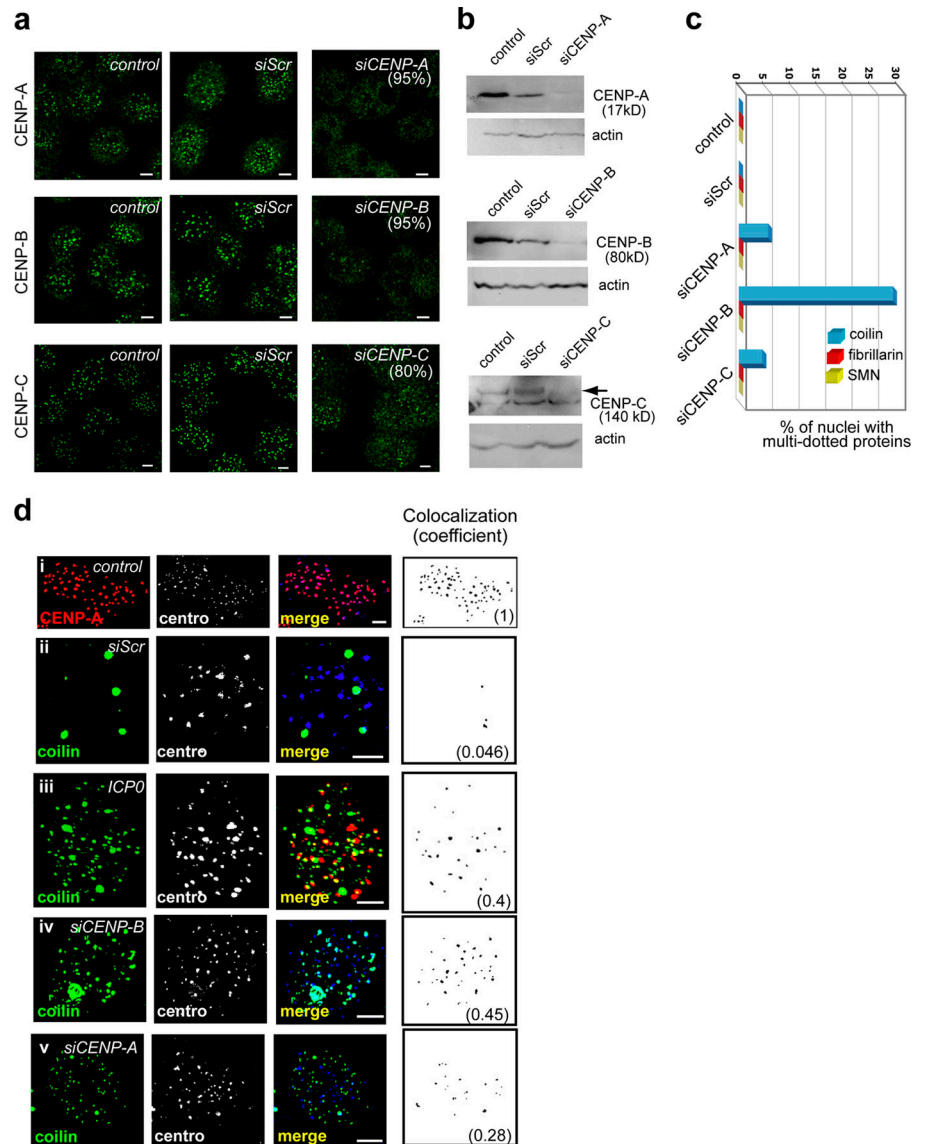 a
control
siScr
siCENP-A
(95%)
CENP-A
control
siScr
siCENP-B
(95%)
CENP-B
control
siScr
siCENP-C
(80%)
CENP-C
b
control
siScr
siCENP-A
CENP-A
(17kD)
actin
control
siScr
siCENP-B
CENP-B
(80kD)
actin
control
siScr
siCENP-C
CENP-C
(140 kD)
actin
c
0
5
10
15
20
25
30
control
siScr
siCENP-A
siCENP-B
siCENP-C
coilin
fibrillarin
SMN
% of nuclei with
multi-dotted proteins
d
Colocalization
(coefficient)
i
control
CENP-A
centro
merge
(1)
ii
siScr
coilin
centro
merge
(0.046)
iii
ICP0
coilin
centro
merge
(0.4)
iv
siCENP-B
coilin
centro
merge
(0.45)
v
siCENP-A
coilin
centro
merge
(0.28)